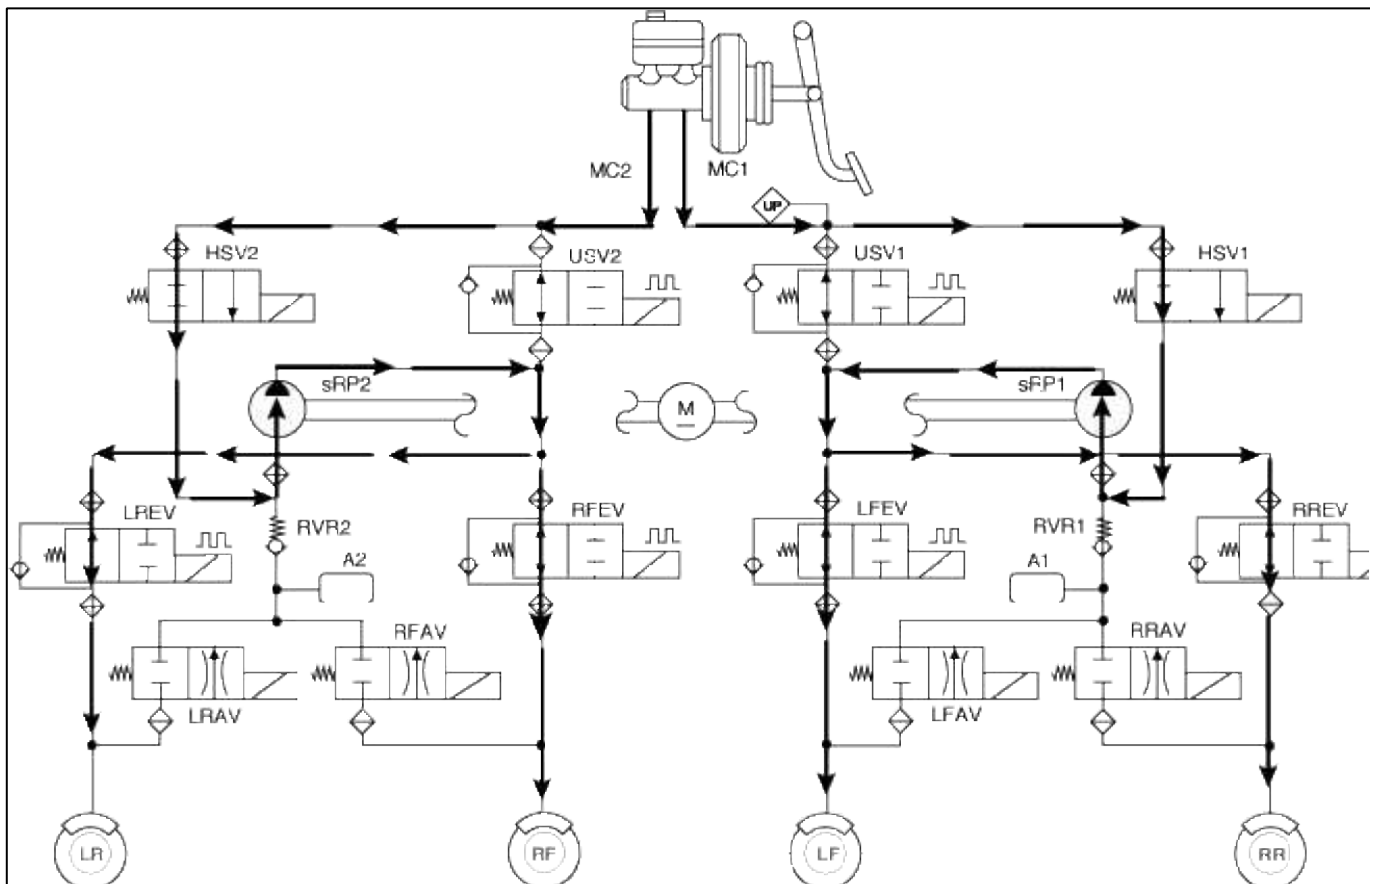 MC2
MC1
UP
HSV2
USV2
USV1
HSV1
sRP2
M
sRP1
LREV
RVR2
RFEV
LFEV
RVR1
RREV
A2
A1
RFAV
RRAV
LRAV
LFAV
LR
RF
LF
RR